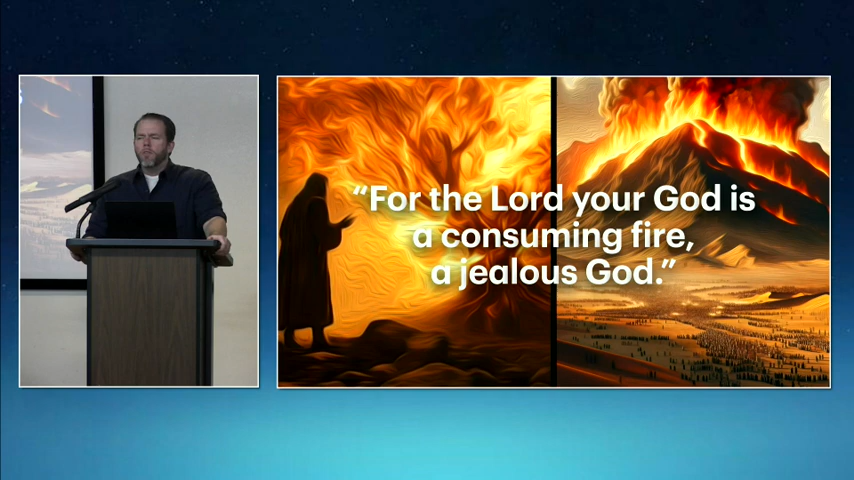 “For the Lord your God is
a consuming fire,
a jealous God.”